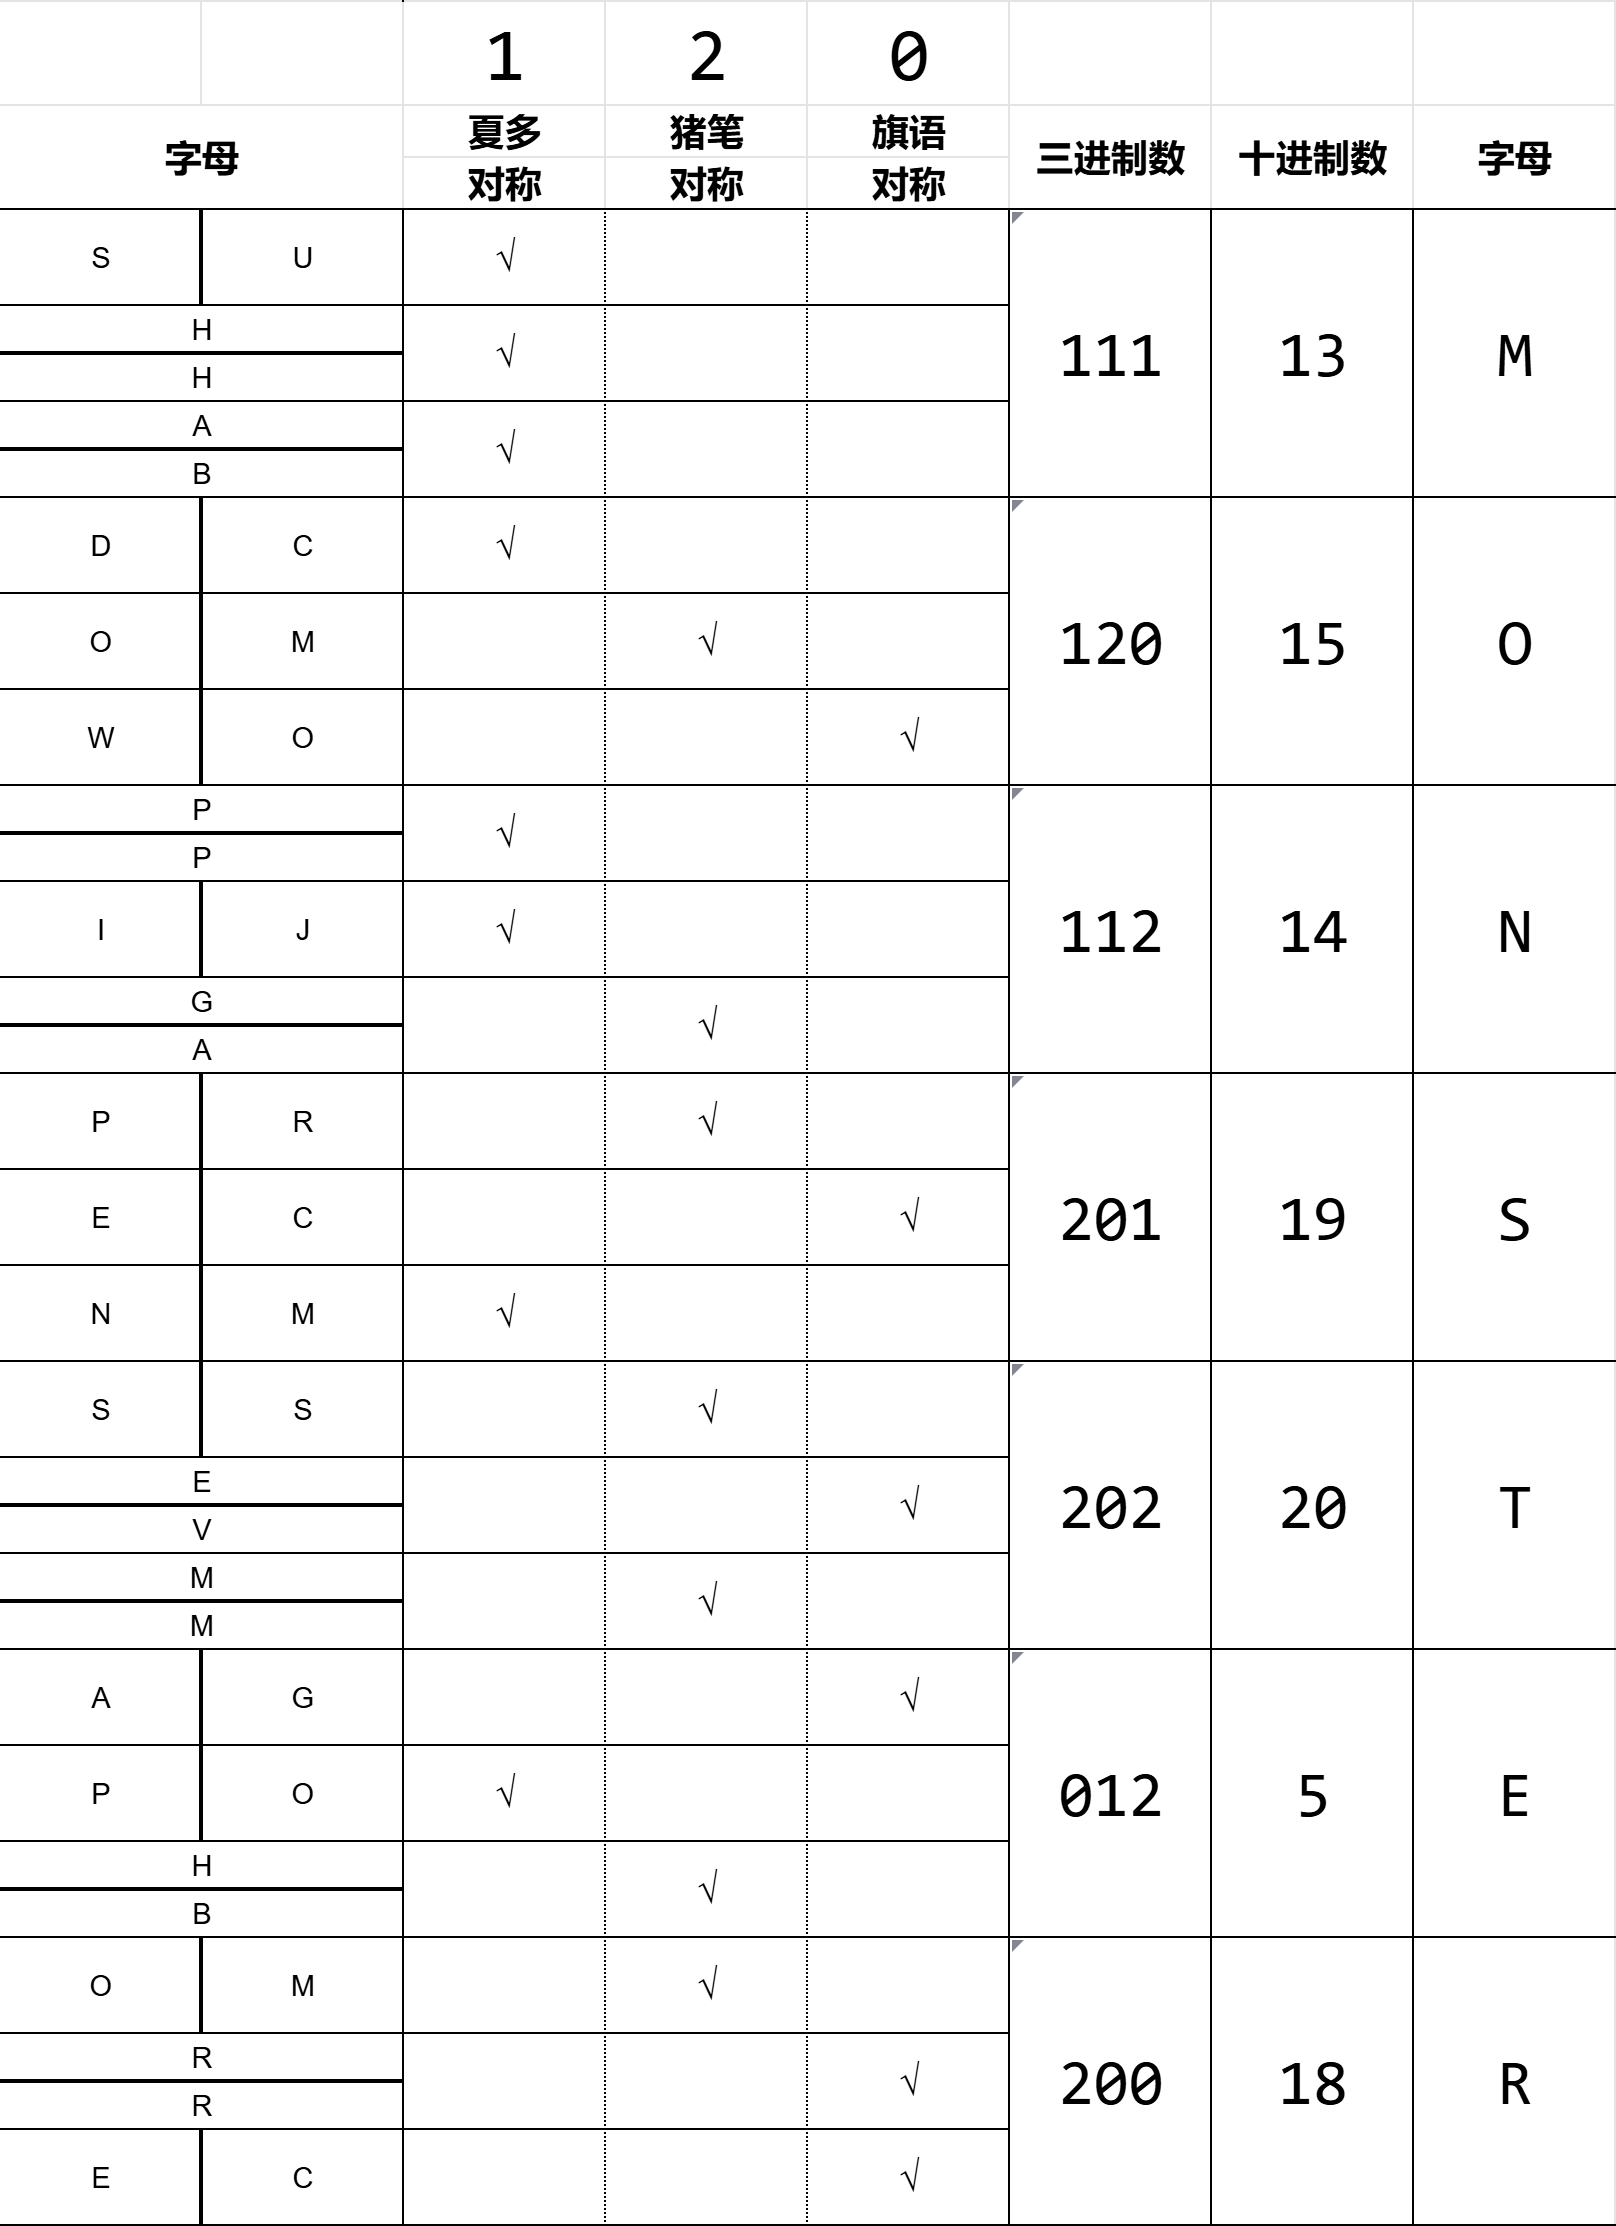 1 2 0
字母 夏多对称 猪笔对称 旗语对称 三进制数 十进制数 字母
S U √ 111 13 M
H
H √
A
B √
D C √ 120 15 O
O M √
W O √
P
P √ 112 14 N
I J √
G
A √
P R √ 201 19 S
E C √
N M √
S S √ 202 20 T
E
V √
M
M √
A G √ 012 5 E
P O √
H
B √
O M √ 200 18 R
R
R √
E C √